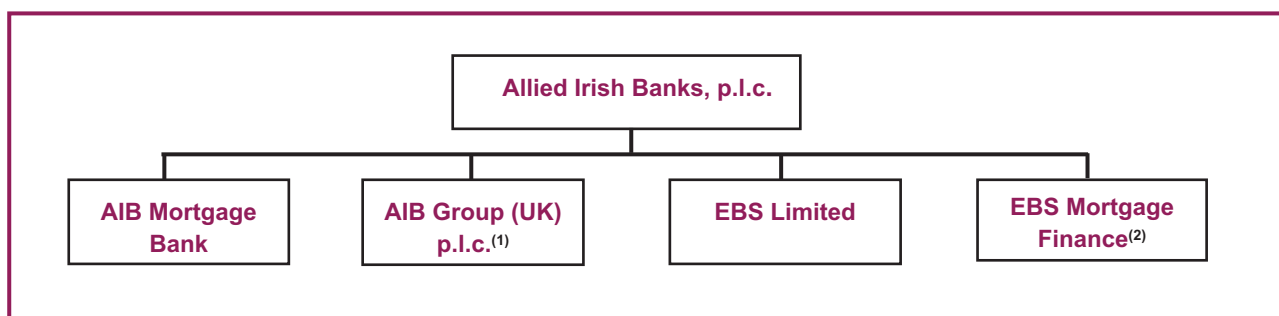 Allied Irish Banks, p.l.c.
AIB Mortgage
Bank
AIB Group (UK)
p.l.c.(1)
EBS Limited
EBS Mortgage
Finance(2)